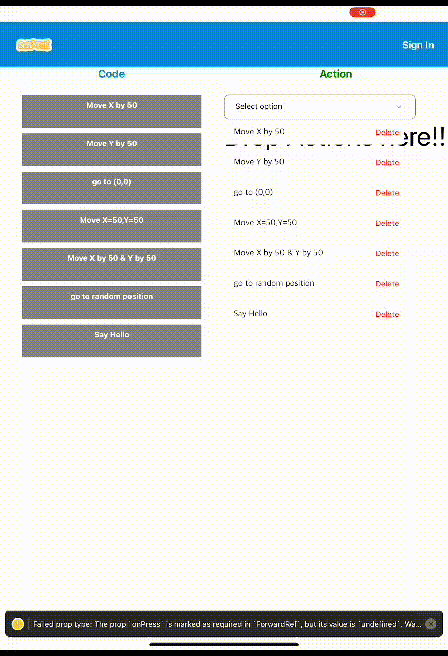 Sign In
Code
Action
Move X by 50
Move Y by 50
go to (0,0)
Move X=50,Y=50
Move X by 50 & Y by 50
go to random position
Say Hello
Select option
Move X by 50 Delete
Move Y by 50 Delete
go to (0,0) Delete
Move X=50,Y=50 Delete
Move X by 50 & Y by 50 Delete
go to random position Delete
Say Hello Delete
here!!
Failed prop type: The prop `onPress` is marked as required in `ForwardRef`, but its value is `undefined`. Wa...